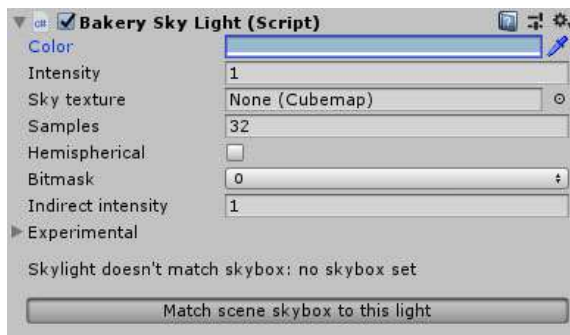 Bakery Sky Light (Script)
Color
Intensity 1
Sky texture None (Cubemap)
Samples 32
Hemispherical
Bitmask 0
Indirect intensity 1
Experimental
Skylight doesn't match skybox: no skybox set
Match scene skybox to this light